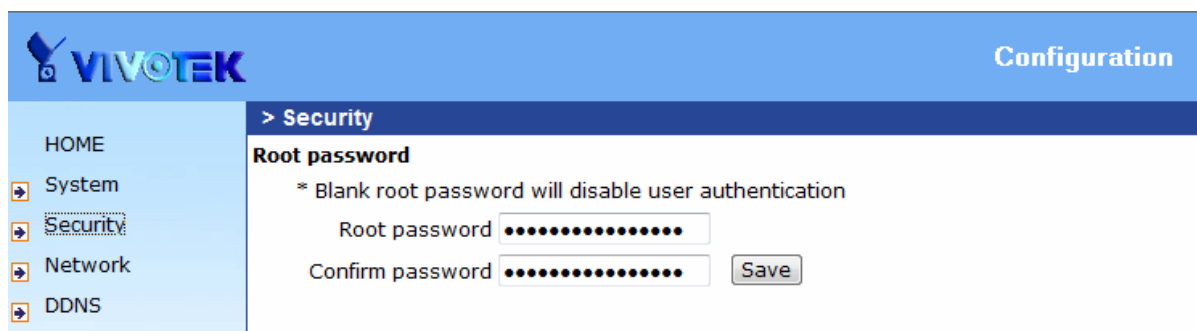 VIVOTEK
Configuration
> Security
HOME
System
Security
Network
DDNS
Root password
* Blank root password will disable user authentication
Root password ••••••••••••••••
Confirm password •••••••••••••••• Save